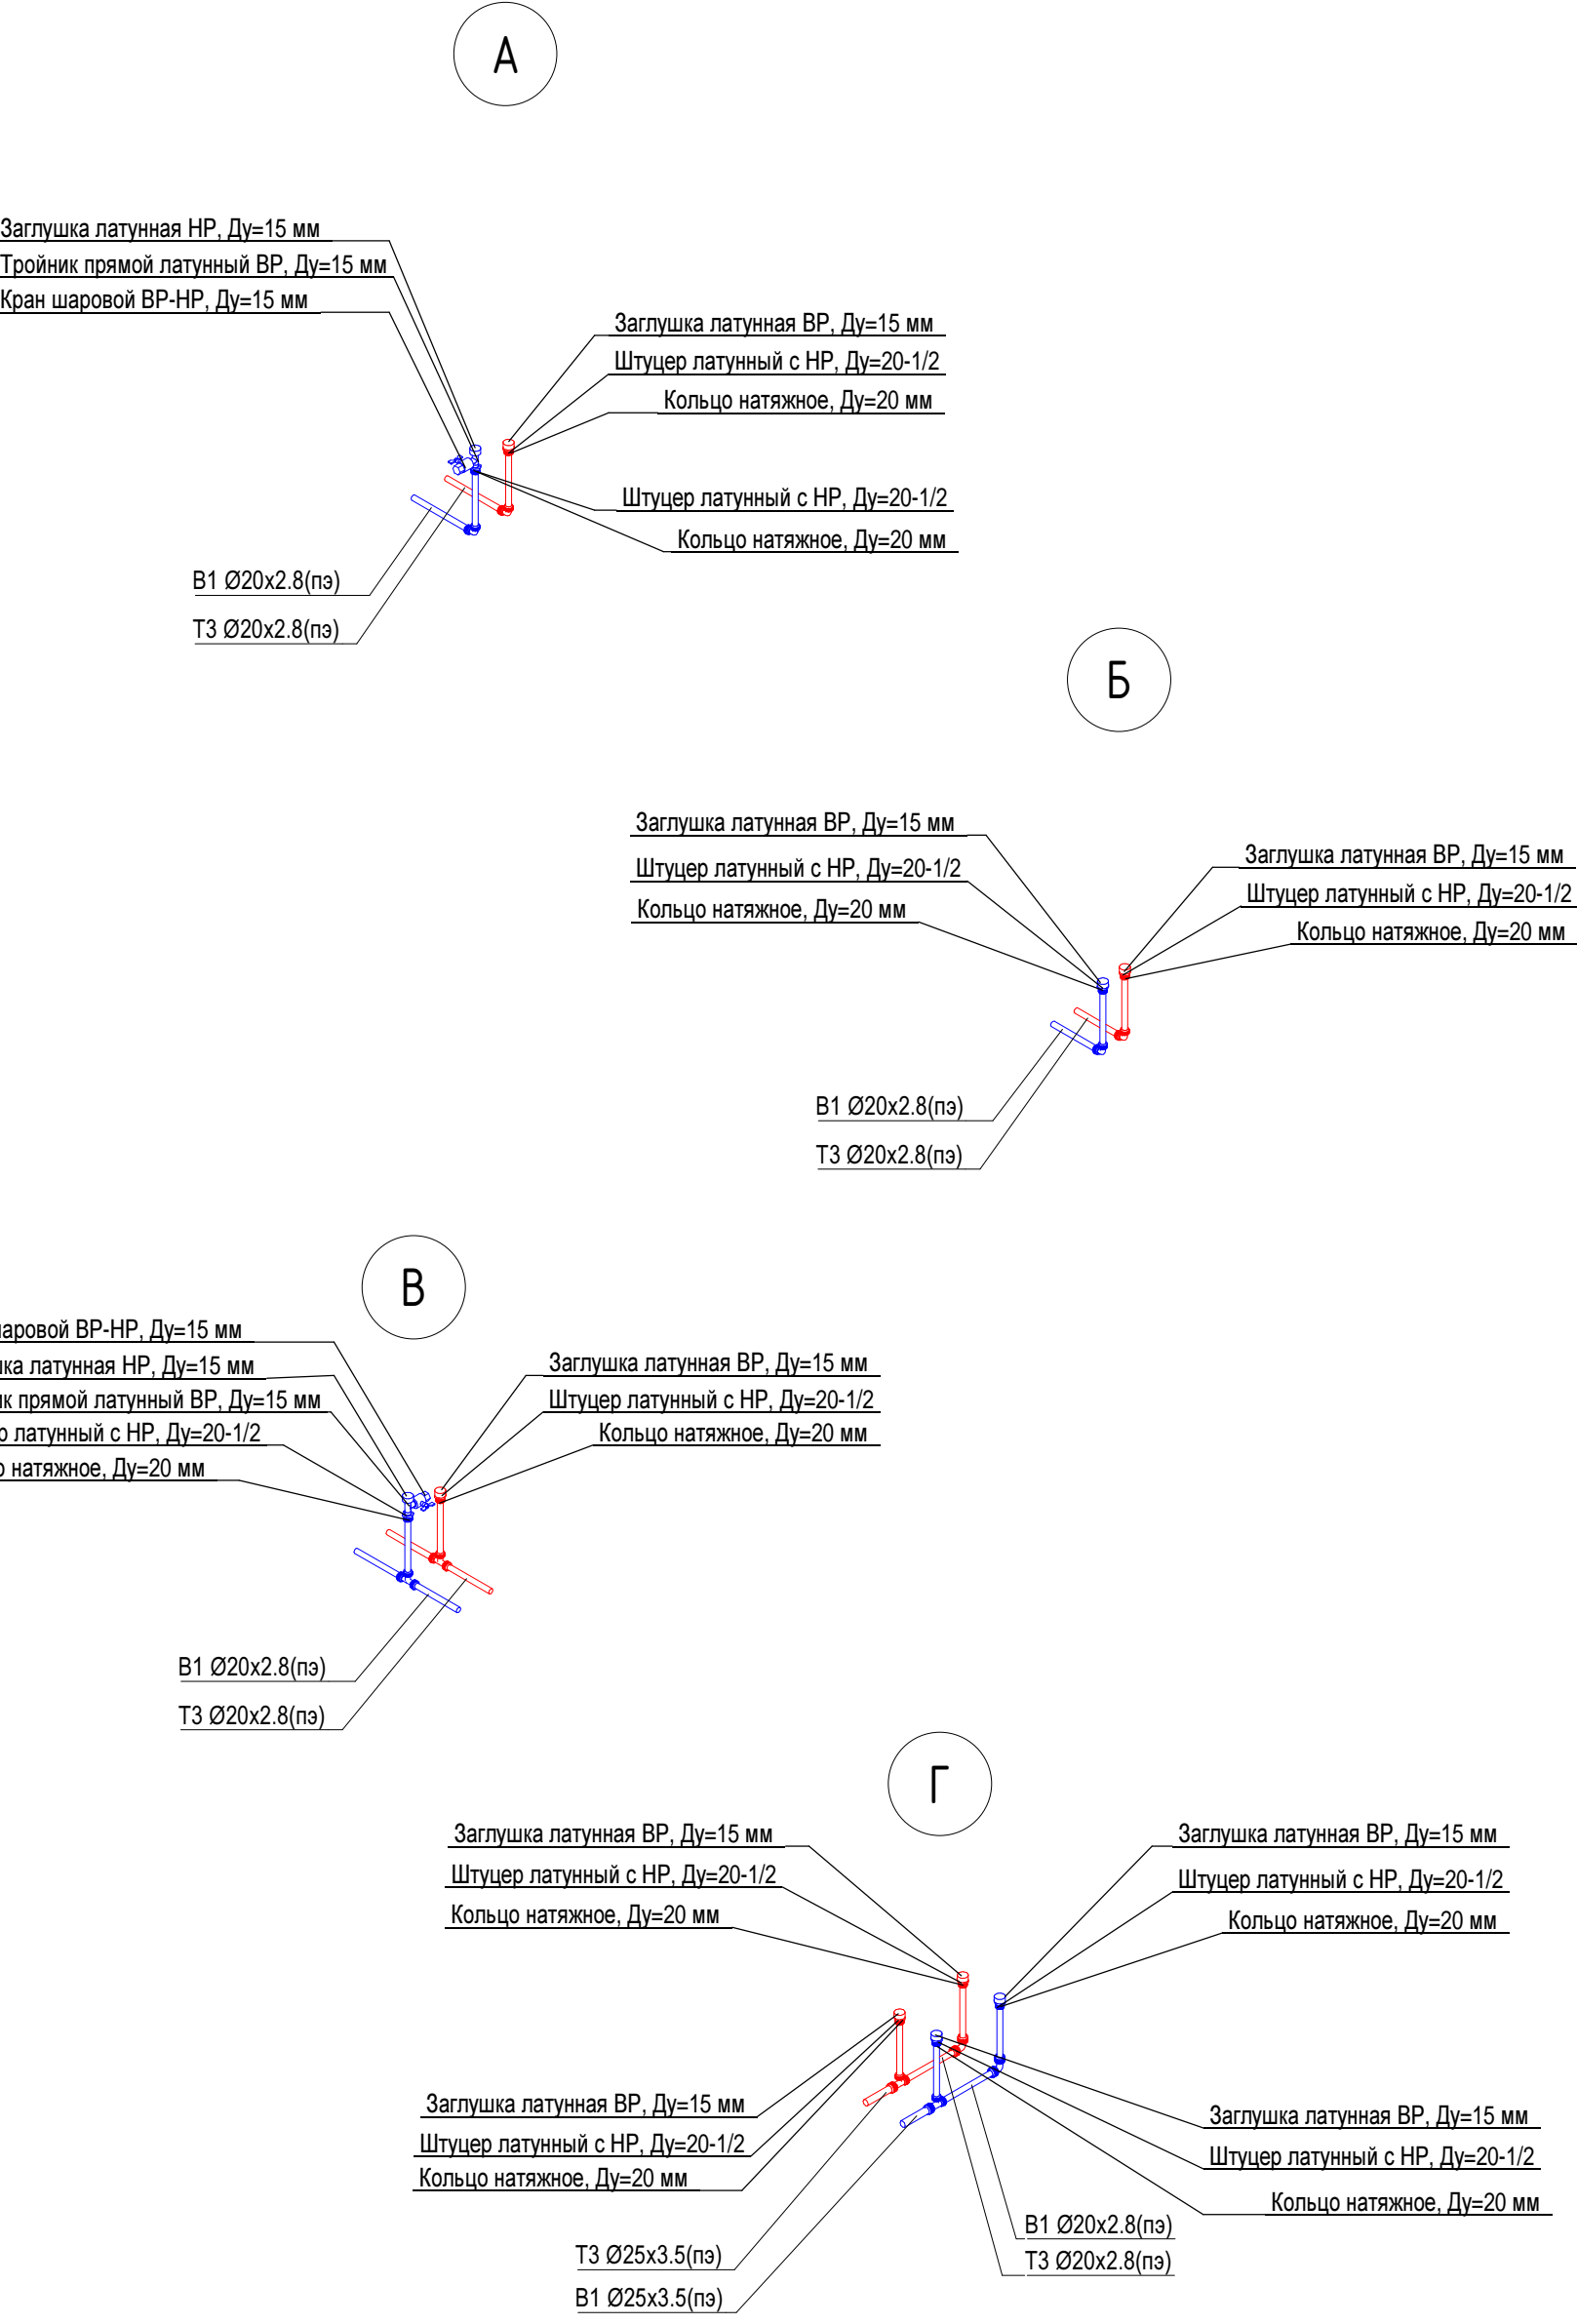 А
Заглушка латунная НР, Ду=15 мм
Тройник прямой латунный ВР, Ду=15 мм
Кран шаровой ВР-НР, Ду=15 мм
Заглушка латунная ВР, Ду=15 мм
Штуцер латунный с НР, Ду=20-1/2
Кольцо натяжное, Ду=20 мм
Штуцер латунный с НР, Ду=20-1/2
Кольцо натяжное, Ду=20 мм
В1 Ø20х2.8(пэ)
Т3 Ø20х2.8(пэ)
Б
Заглушка латунная ВР, Ду=15 мм
Штуцер латунный с НР, Ду=20-1/2
Кольцо натяжное, Ду=20 мм
Заглушка латунная ВР, Ду=15 мм
Штуцер латунный с НР, Ду=20-1/2
Кольцо натяжное, Ду=20 мм
В1 Ø20х2.8(пэ)
Т3 Ø20х2.8(пэ)
В
аровой ВР-НР, Ду=15 мм
ка латунная НР, Ду=15 мм
к прямой латунный ВР, Ду=15 мм
р латунный с НР, Ду=20-1/2
о натяжное, Ду=20 мм
Заглушка латунная ВР, Ду=15 мм
Штуцер латунный с НР, Ду=20-1/2
Кольцо натяжное, Ду=20 мм
В1 Ø20х2.8(пэ)
Т3 Ø20х2.8(пэ)
Г
Заглушка латунная ВР, Ду=15 мм
Штуцер латунный с НР, Ду=20-1/2
Кольцо натяжное, Ду=20 мм
Заглушка латунная ВР, Ду=15 мм
Штуцер латунный с НР, Ду=20-1/2
Кольцо натяжное, Ду=20 мм
Заглушка латунная ВР, Ду=15 мм
Штуцер латунный с НР, Ду=20-1/2
Кольцо натяжное, Ду=20 мм
Заглушка латунная ВР, Ду=15 мм
Штуцер латунный с НР, Ду=20-1/2
Кольцо натяжное, Ду=20 мм
В1 Ø20х2.8(пэ)
Т3 Ø20х2.8(пэ)
Т3 Ø25х3.5(пэ)
В1 Ø25х3.5(пэ)